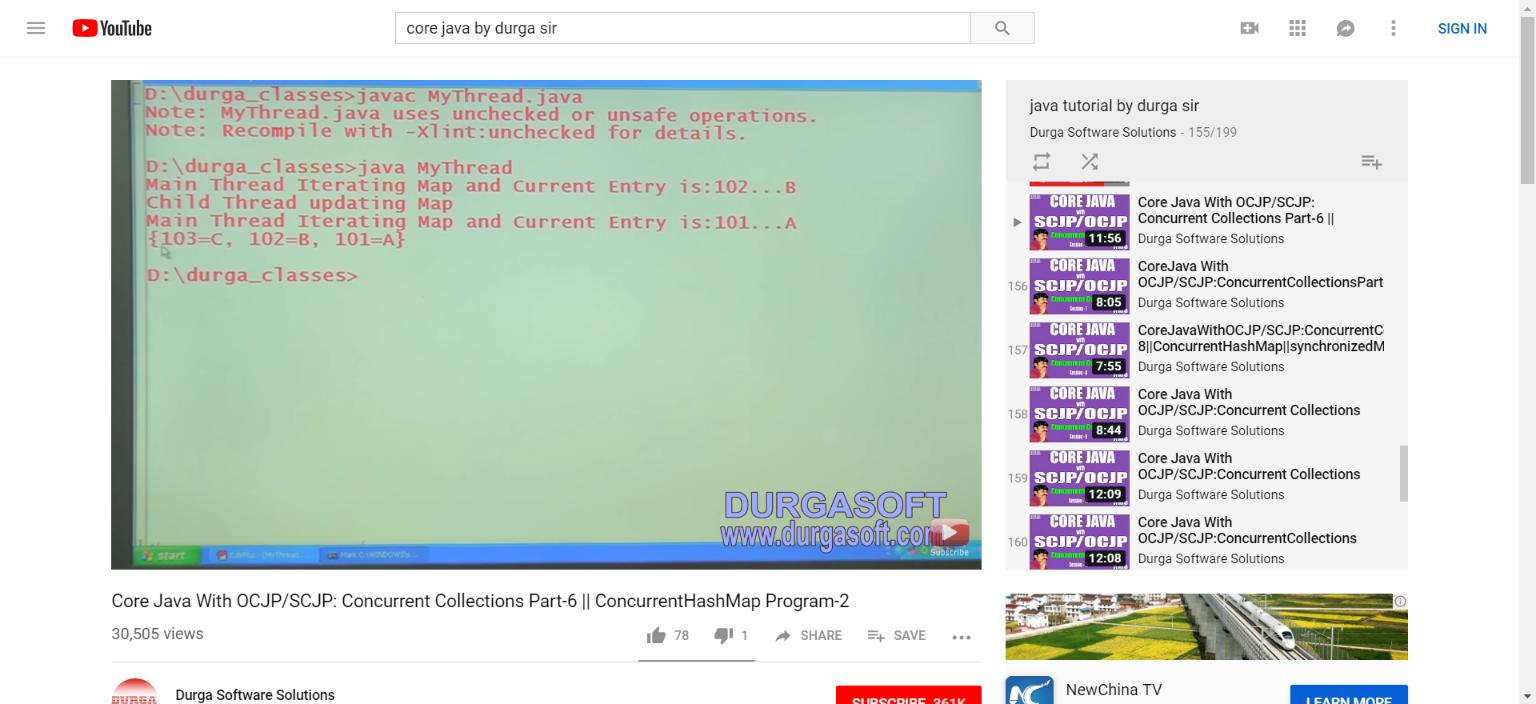 YouTube
core java by durga sir
SIGN IN
D:\durga_classes>javac MyThread.java
Note: MyThread.java uses unchecked or unsafe operations.
Note: Recompile with -Xlint:unchecked for details.
D:\durga_classes>java MyThread
Main Thread Iterating Map and Current Entry is:102...B
Child Thread updating Map
Main Thread Iterating Map and Current Entry is:101...A
{103=C, 102=B, 101=A}
D:\durga_classes>
DURGASOFT
www.durgasoft.com
Subscribe
start
Core Java With OCJP/SCJP: Concurrent Collections Part-6 || ConcurrentHashMap Program-2
30,505 views
78
1
SHARE
SAVE
DURGA
Durga Software Solutions
SUBSCRIBE 361K
java tutorial by durga sir
Durga Software Solutions - 155/199
CORE JAVA
with
SCJP/OCJP
11:56
Core Java With OCJP/SCJP:
Concurrent Collections Part-6 ||
Durga Software Solutions
156
CORE JAVA
with
SCJP/OCJP
8:05
CoreJava With
OCJP/SCJP:ConcurrentCollectionsPart
Durga Software Solutions
157
CORE JAVA
with
SCJP/OCJP
7:55
CoreJavaWithOCJP/SCJP:ConcurrentC
8||ConcurrentHashMap||synchronizedM
Durga Software Solutions
158
CORE JAVA
with
SCJP/OCJP
8:44
Core Java With
OCJP/SCJP:Concurrent Collections
Durga Software Solutions
159
CORE JAVA
with
SCJP/OCJP
12:09
Core Java With
OCJP/SCJP:Concurrent Collections
Durga Software Solutions
160
CORE JAVA
with
SCJP/OCJP
12:08
Core Java With
OCJP/SCJP:ConcurrentCollections
Durga Software Solutions
NewChina TV
LEARN MORE